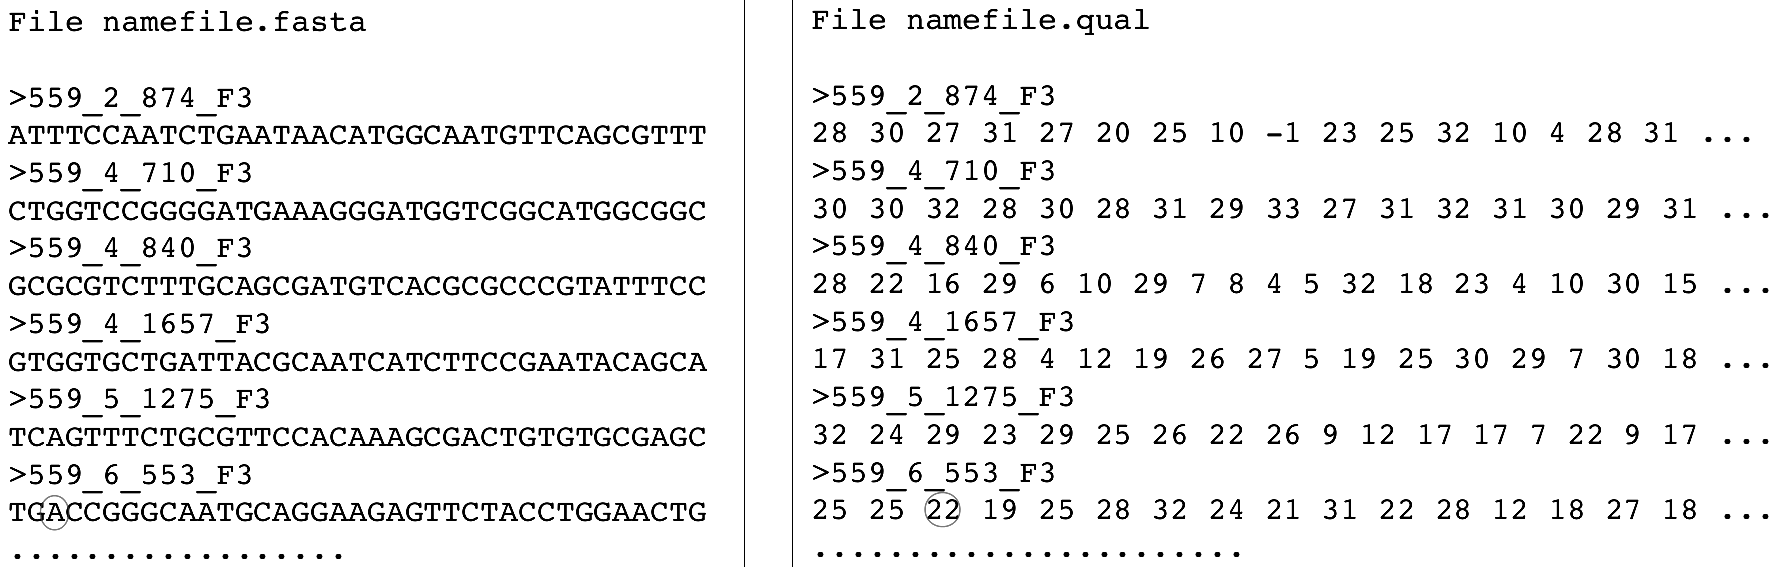 File namefile.fasta
>559_2_874_F3
ATTTCCAATCTGAATAACATGGCAATGTTCAGCGTTT
>559_4_710_F3
CTGGTCCGGGGATGAAAGGGATGGTCGGCATGGCGGC
>559_4_840_F3
GCGCGTCTTTGCAGCGATGTCACGCGCCCGTATTTCC
>559_4_1657_F3
GTGGTGCTGATTACGCAATCATCTTCCGAATACAGCA
>559_5_1275_F3
TCAGTTTCTGCGTTCCACAAAGCGACTGTGTGCGAGC
>559_6_553_F3
TGACCGGGCAATGCAGGAAGAGTTCTACCTGGAACTG
..................
File namefile.qual
>559_2_874_F3
28 30 27 31 27 20 25 10 -1 23 25 32 10 4 28 31 ...
>559_4_710_F3
30 30 32 28 30 28 31 29 33 27 31 32 31 30 29 31 ...
>559_4_840_F3
28 22 16 29 6 10 29 7 8 4 5 32 18 23 4 10 30 15 ...
>559_4_1657_F3
17 31 25 28 4 12 19 26 27 5 19 25 30 29 7 30 18 ...
>559_5_1275_F3
32 24 29 23 29 25 26 22 26 9 12 17 17 7 22 9 17 ...
>559_6_553_F3
25 25 22 19 25 28 32 24 21 31 22 28 12 18 27 18 ...
.......................